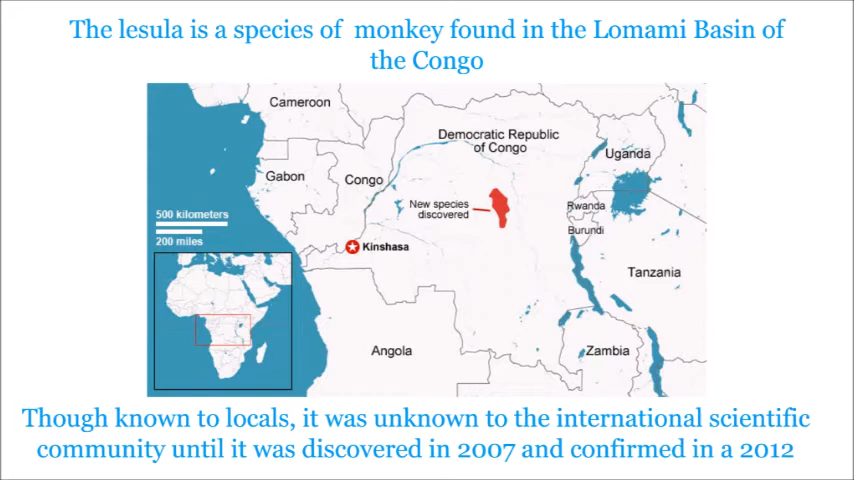 The lesula is a species of  monkey found in the Lomami Basin of
the Congo
Cameroon
Democratic Republic
of Congo
Uganda
Gabon
Congo
New species
discovered
Rwanda
500 kilometers
Burundi
200 miles
Kinshasa
Tanzania
Angola
Zambia
Though known to locals, it was unknown to the international scientific
community until it was discovered in 2007 and confirmed in a 2012